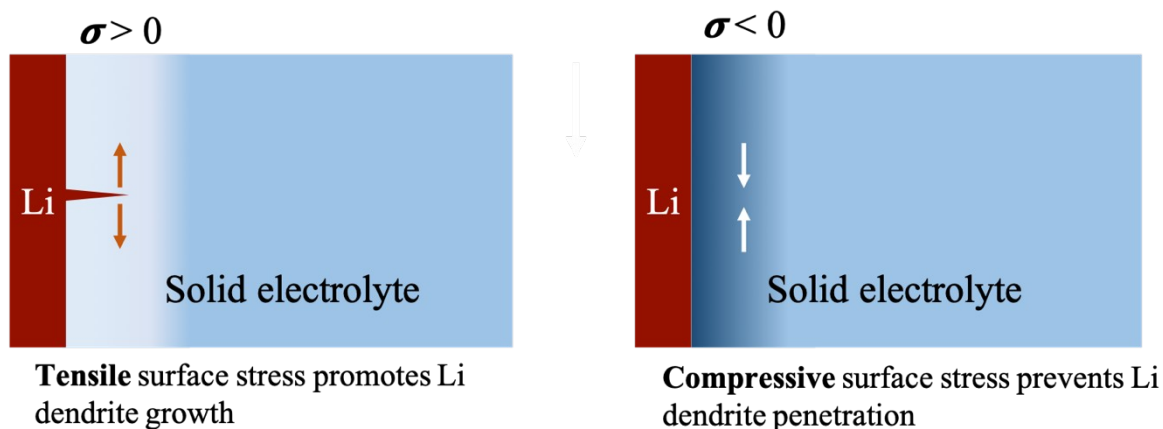 σ > 0
Li
Solid electrolyte
Tensile surface stress promotes Li
dendrite growth
σ < 0
Li
Solid electrolyte
Compressive surface stress prevents Li
dendrite penetration